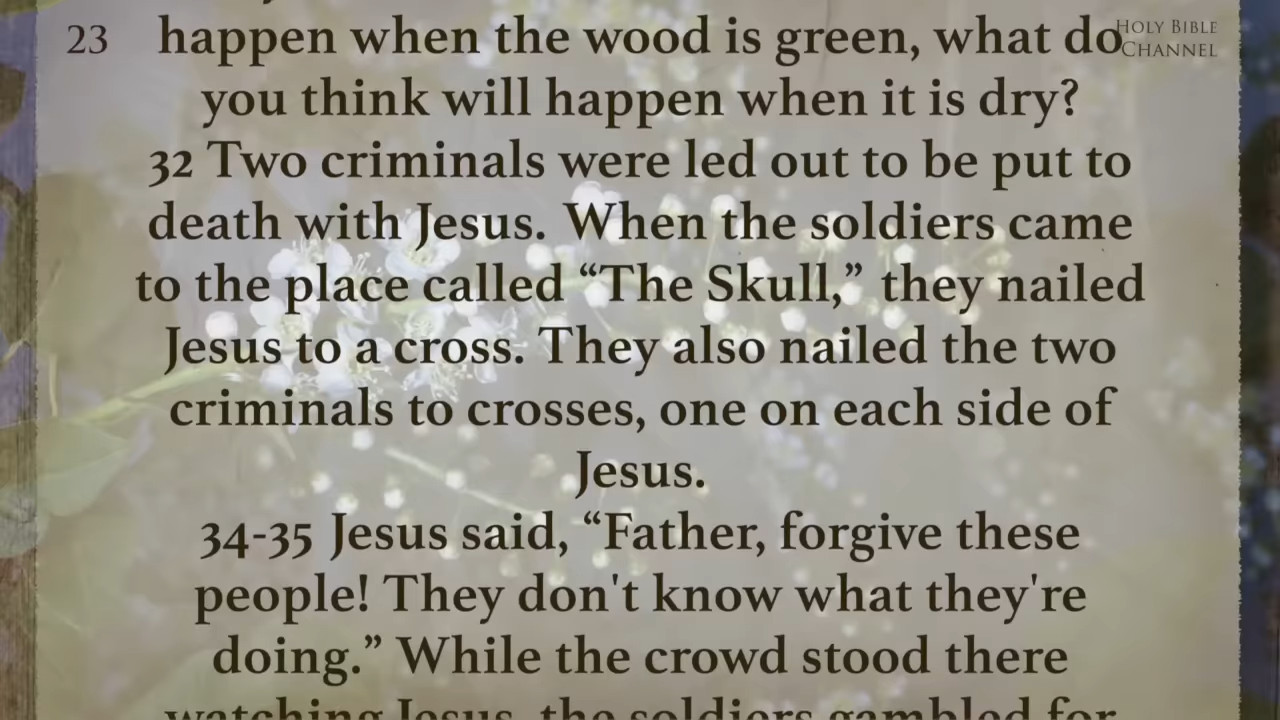 23
HOLY BIBLE
CHANNEL
happen when the wood is green, what do
you think will happen when it is dry?
32 Two criminals were led out to be put to
death with Jesus. When the soldiers came
to the place called “The Skull,” they nailed
Jesus to a cross. They also nailed the two
criminals to crosses, one on each side of
Jesus.
34-35 Jesus said, “Father, forgive these
people! They don't know what they're
doing.” While the crowd stood there
watching Jesus, the soldiers gambled for